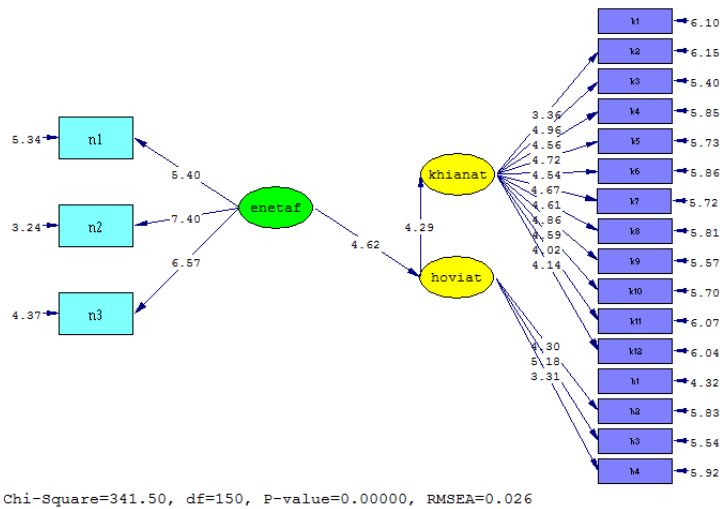 k1 6.10
k2 6.15
k3 5.40
k4 5.85
k5 5.73
k6 5.86
k7 5.72
k8 5.81
k9 5.57
k10 5.70
k11 6.07
k12 6.04
h1 4.32
h2 5.83
h3 5.54
h4 5.92
3.36
4.96
4.56
4.72
4.54
4.67
4.61
4.86
4.59
4.02
4.14
khianat
4.29
hoviat
4.30
5.18
3.31
5.34 n1
3.24 n2
4.37 n3
5.40
7.40
6.57
enetaf
4.62
Chi-Square=341.50, df=150, P-value=0.00000, RMSEA=0.026